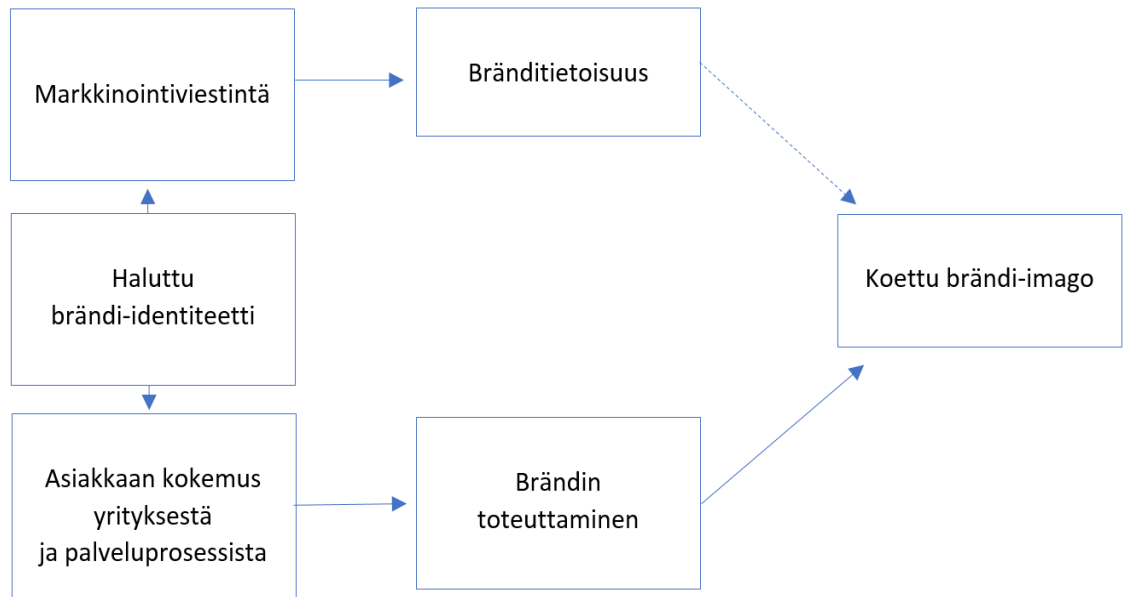 Markkinointiviestintä
Bränditietoisuus
Haluttu
brändi-identiteetti
Koettu brändi-imago
Asiakkaan kokemus
yrityksestä
ja palveluprosessista
Brändin
toteuttaminen